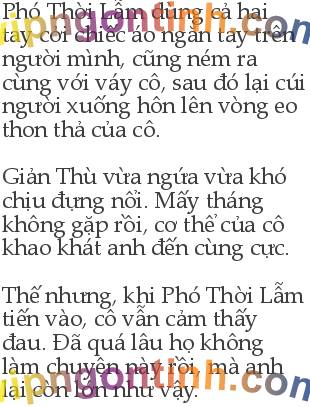 Phó Thời Lẫm dùng cả hai
tay cởi chiếc áo ngắn tay trên
người mình, cũng ném ra
cùng với váy cô, sau đó lại cúi
người xuống hôn lên vòng eo
thon thả của cô.
Giản Thù vừa ngứa vừa khó
chịu đựng nổi. Mấy tháng
không gặp rồi, cơ thể của cô
khao khát anh đến cùng cực.
Thế nhưng, khi Phó Thời Lẫm
tiến vào, cô vẫn cảm thấy
đau. Đã quá lâu họ không
làm chuyện này rồi, mà anh
lại còn lớn như vậy.
vipngontinh.com
vipngontinh.com